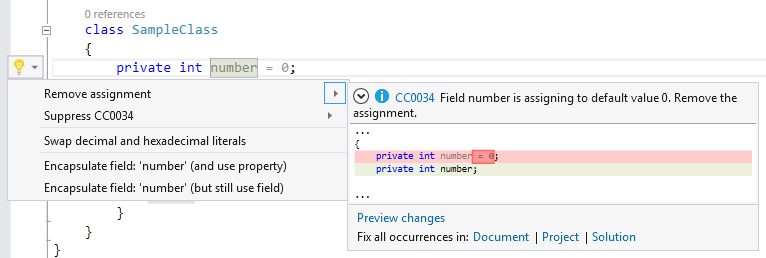 0 references
class SampleClass
{
private int number = 0;
Remove assignment
Suppress CC0034
Swap decimal and hexadecimal literals
Encapsulate field: 'number' (and use property)
Encapsulate field: 'number' (but still use field)
CC0034 Field number is assigning to default value 0. Remove the
assignment.
...
{
private int number = 0;
private int number;
...
Preview changes
Fix all occurrences in: Document | Project | Solution
}
}
}